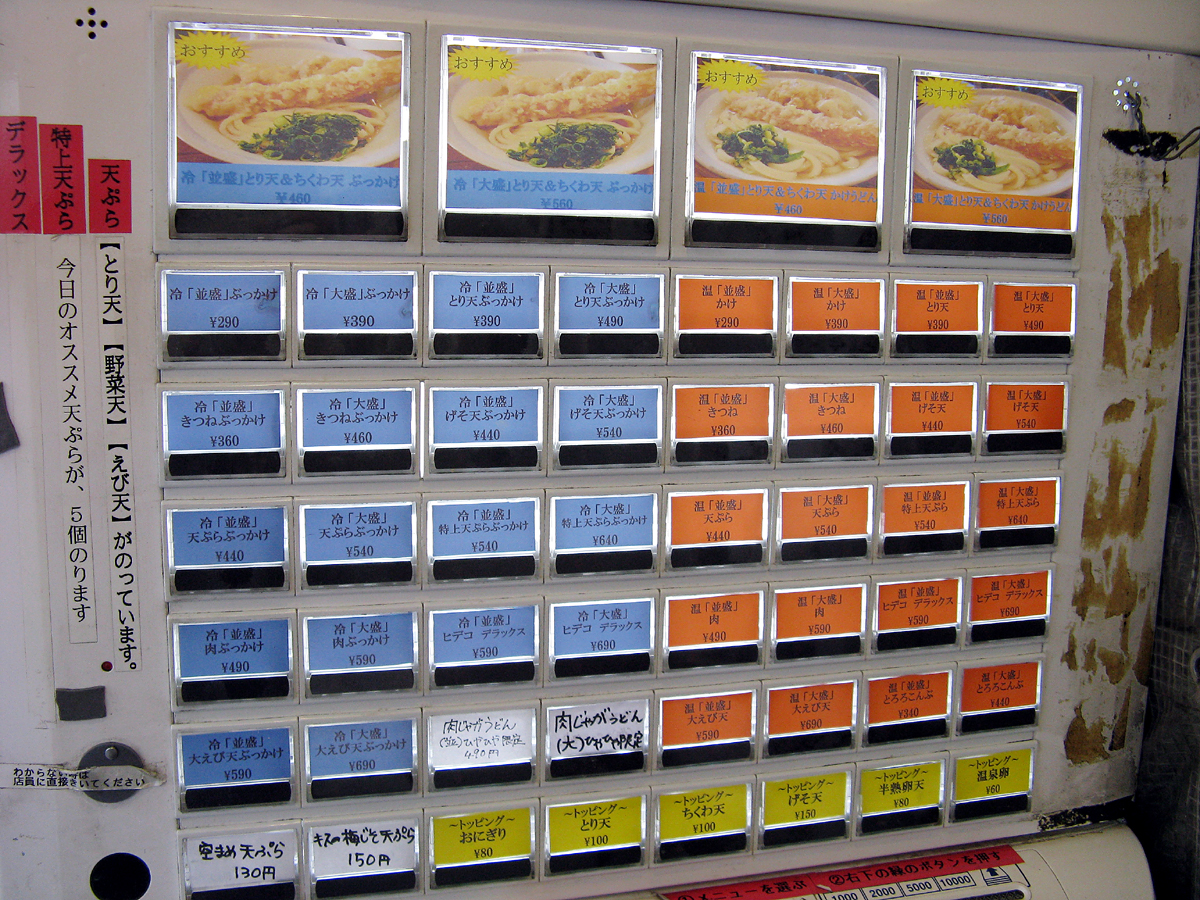 おすすめ
冷「並盛」とり天&ちくわ天 ぶっかけ
¥460
おすすめ
冷「大盛」とり天&ちくわ天 ぶっかけ
¥560
おすすめ
温「並盛」とり天&ちくわ天 かけうどん
¥460
おすすめ
温「大盛」とり天&ちくわ天 かけうどん
¥560
デラックス
特上天ぷら
今日のオススメ天ぷらが、5個のります
天ぷら
【とり天】【野菜天】【えび天】がのっています。
冷「並盛」ぶっかけ
¥290
冷「大盛」ぶっかけ
¥390
冷「並盛」
とり天ぶっかけ
¥390
冷「大盛」
とり天ぶっかけ
¥490
温「並盛」
かけ
¥290
温「大盛」
かけ
¥390
温「並盛」
とり天
¥390
温「大盛」
とり天
¥490
冷「並盛」
きつねぶっかけ
¥360
冷「大盛」
きつねぶっかけ
¥460
冷「並盛」
げそ天ぶっかけ
¥440
冷「大盛」
げそ天ぶっかけ
¥540
温「並盛」
きつね
¥360
温「大盛」
きつね
¥460
温「並盛」
げそ天
¥440
温「大盛」
げそ天
¥540
冷「並盛」
天ぷらぶっかけ
¥440
冷「大盛」
天ぷらぶっかけ
¥540
冷「並盛」
特上天ぷらぶっかけ
¥540
冷「大盛」
特上天ぷらぶっかけ
¥640
温「並盛」
天ぷら
¥440
温「大盛」
天ぷら
¥540
温「並盛」
特上天ぷら
¥540
温「大盛」
特上天ぷら
¥640
冷「並盛」
肉ぶっかけ
¥490
冷「大盛」
肉ぶっかけ
¥590
冷「並盛」
ヒデコ デラックス
¥590
冷「大盛」
ヒデコ デラックス
¥690
温「並盛」
肉
¥490
温「大盛」
肉
¥590
温「並盛」
ヒデコ デラックス
¥590
温「大盛」
ヒデコ デラックス
¥690
冷「並盛」
大えび天ぶっかけ
¥590
冷「大盛」
大えび天ぶっかけ
¥690
肉じゃがうどん
(並)ひやひや限定
490円
肉じゃがうどん
(大)ひやひや限定
温「並盛」
大えび天
¥590
温「大盛」
大えび天
¥690
温「並盛」
とろろこんぶ
¥340
温「大盛」
とろろこんぶ
¥440
わからない時は
店員に直接きいてください
空まめ天ぷら
130円
キスの梅じそ天ぷら
150円
~トッピング~
おにぎり
¥80
~トッピング~
とり天
¥100
~トッピング~
ちくわ天
¥100
~トッピング~
げそ天
¥150
~トッピング~
半熟卵天
¥80
~トッピング~
温泉卵
¥60
①メニューを選ぶ ②右下の緑のボタンを押す
1000 2000 5000 10000